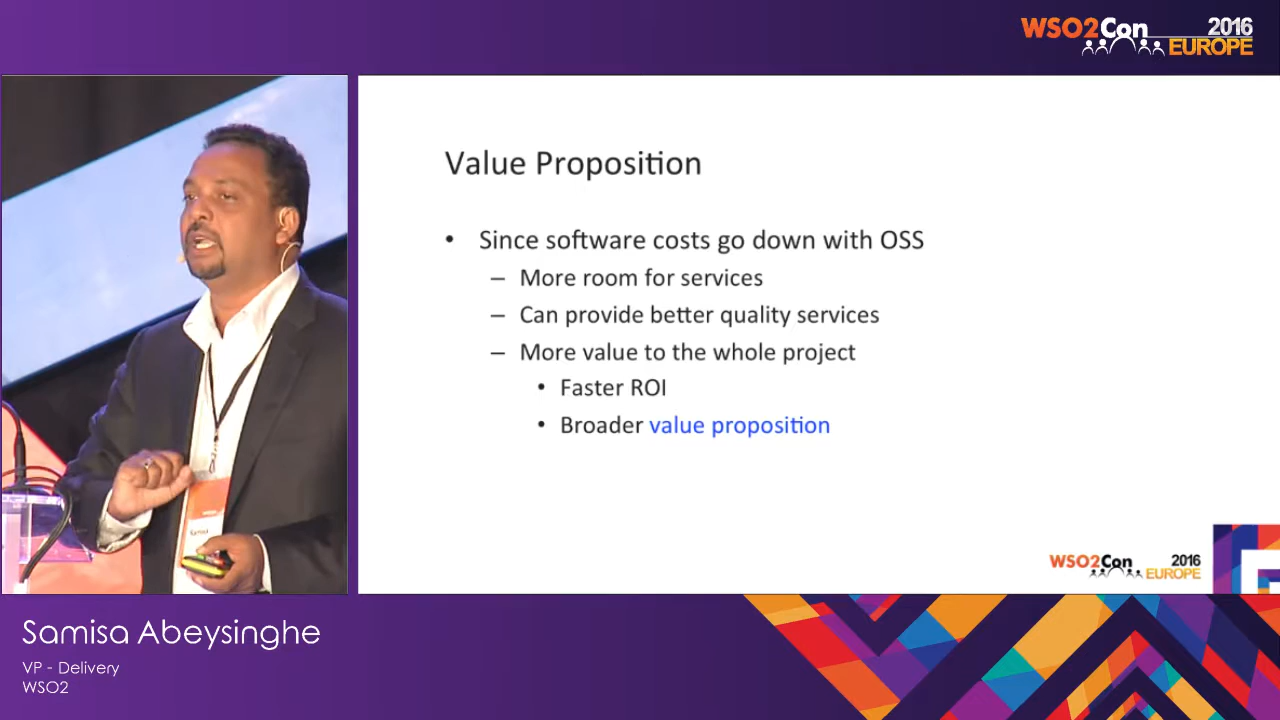 WSO2Con 2016
EUROPE
Value Proposition
• Since software costs go down with OSS
– More room for services
– Can provide better quality services
– More value to the whole project
• Faster ROI
• Broader value proposition
WSO2Con 2016
EUROPE
Samisa
Samisa Abeysinghe
VP - Delivery
WSO2